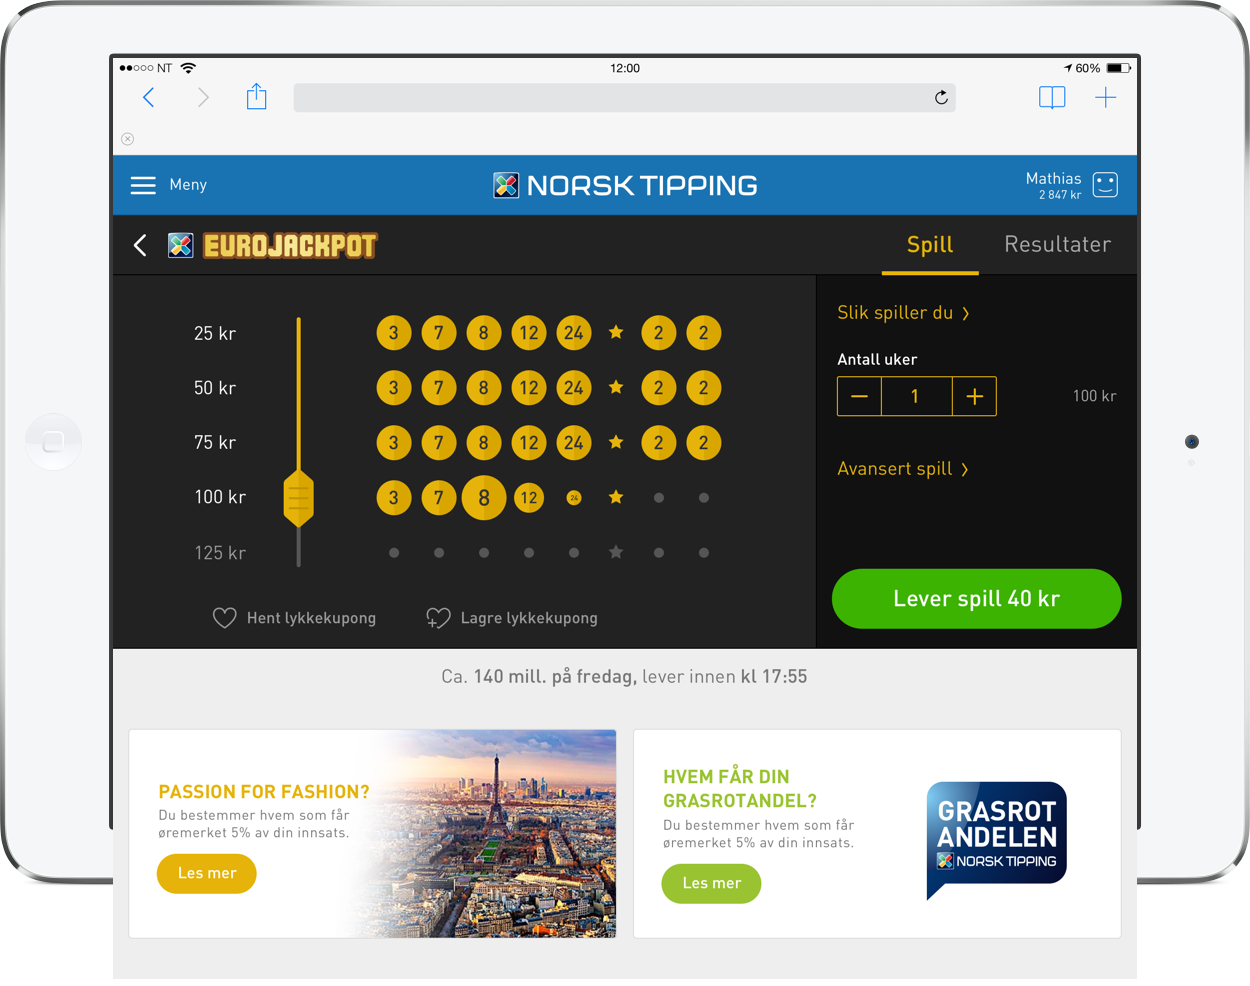 NT 12:00 60%
Meny NORSK TIPPING Mathias
2 847 kr
EUROJACKPOT Spill Resultater
25 kr 3 7 8 12 24 2 2
50 kr 3 7 8 12 24 2 2
75 kr 3 7 8 12 24 2 2
100 kr 3 7 8 12 24
125 kr
Hent lykkekupong Lagre lykkekupong
Slik spiller du
Antall uker
1 100 kr
Avansert spill
Lever spill 40 kr
Ca. 140 mill. på fredag, lever innen kl 17:55
PASSION FOR FASHION?
Du bestemmer hvem som får
øremerket 5% av din innsats.
Les mer
HVEM FÅR DIN
GRASROTANDEL?
Du bestemmer hvem som får
øremerket 5% av din innsats.
Les mer
GRASROT
ANDELEN
NORSK TIPPING